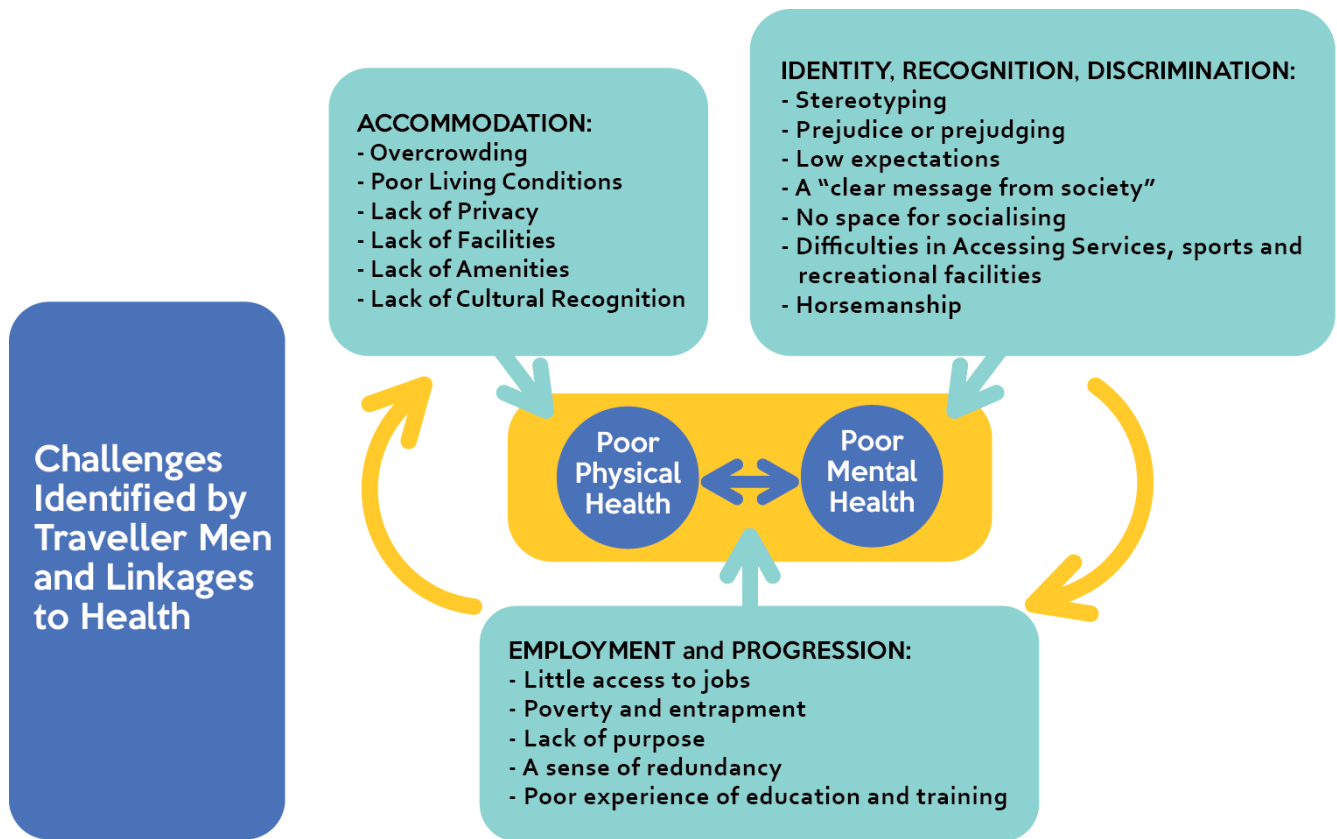 Challenges
Identified by
Traveller Men
and Linkages
to Health
ACCOMMODATION:
- Overcrowding
- Poor Living Conditions
- Lack of Privacy
- Lack of Facilities
- Lack of Amenities
- Lack of Cultural Recognition
IDENTITY, RECOGNITION, DISCRIMINATION:
- Stereotyping
- Prejudice or prejudging
- Low expectations
- A “clear message from society”
- No space for socialising
- Difficulties in Accessing Services, sports and
recreational facilities
- Horsemanship
Poor
Physical
Health
Poor
Mental
Health
EMPLOYMENT and PROGRESSION:
- Little access to jobs
- Poverty and entrapment
- Lack of purpose
- A sense of redundancy
- Poor experience of education and training